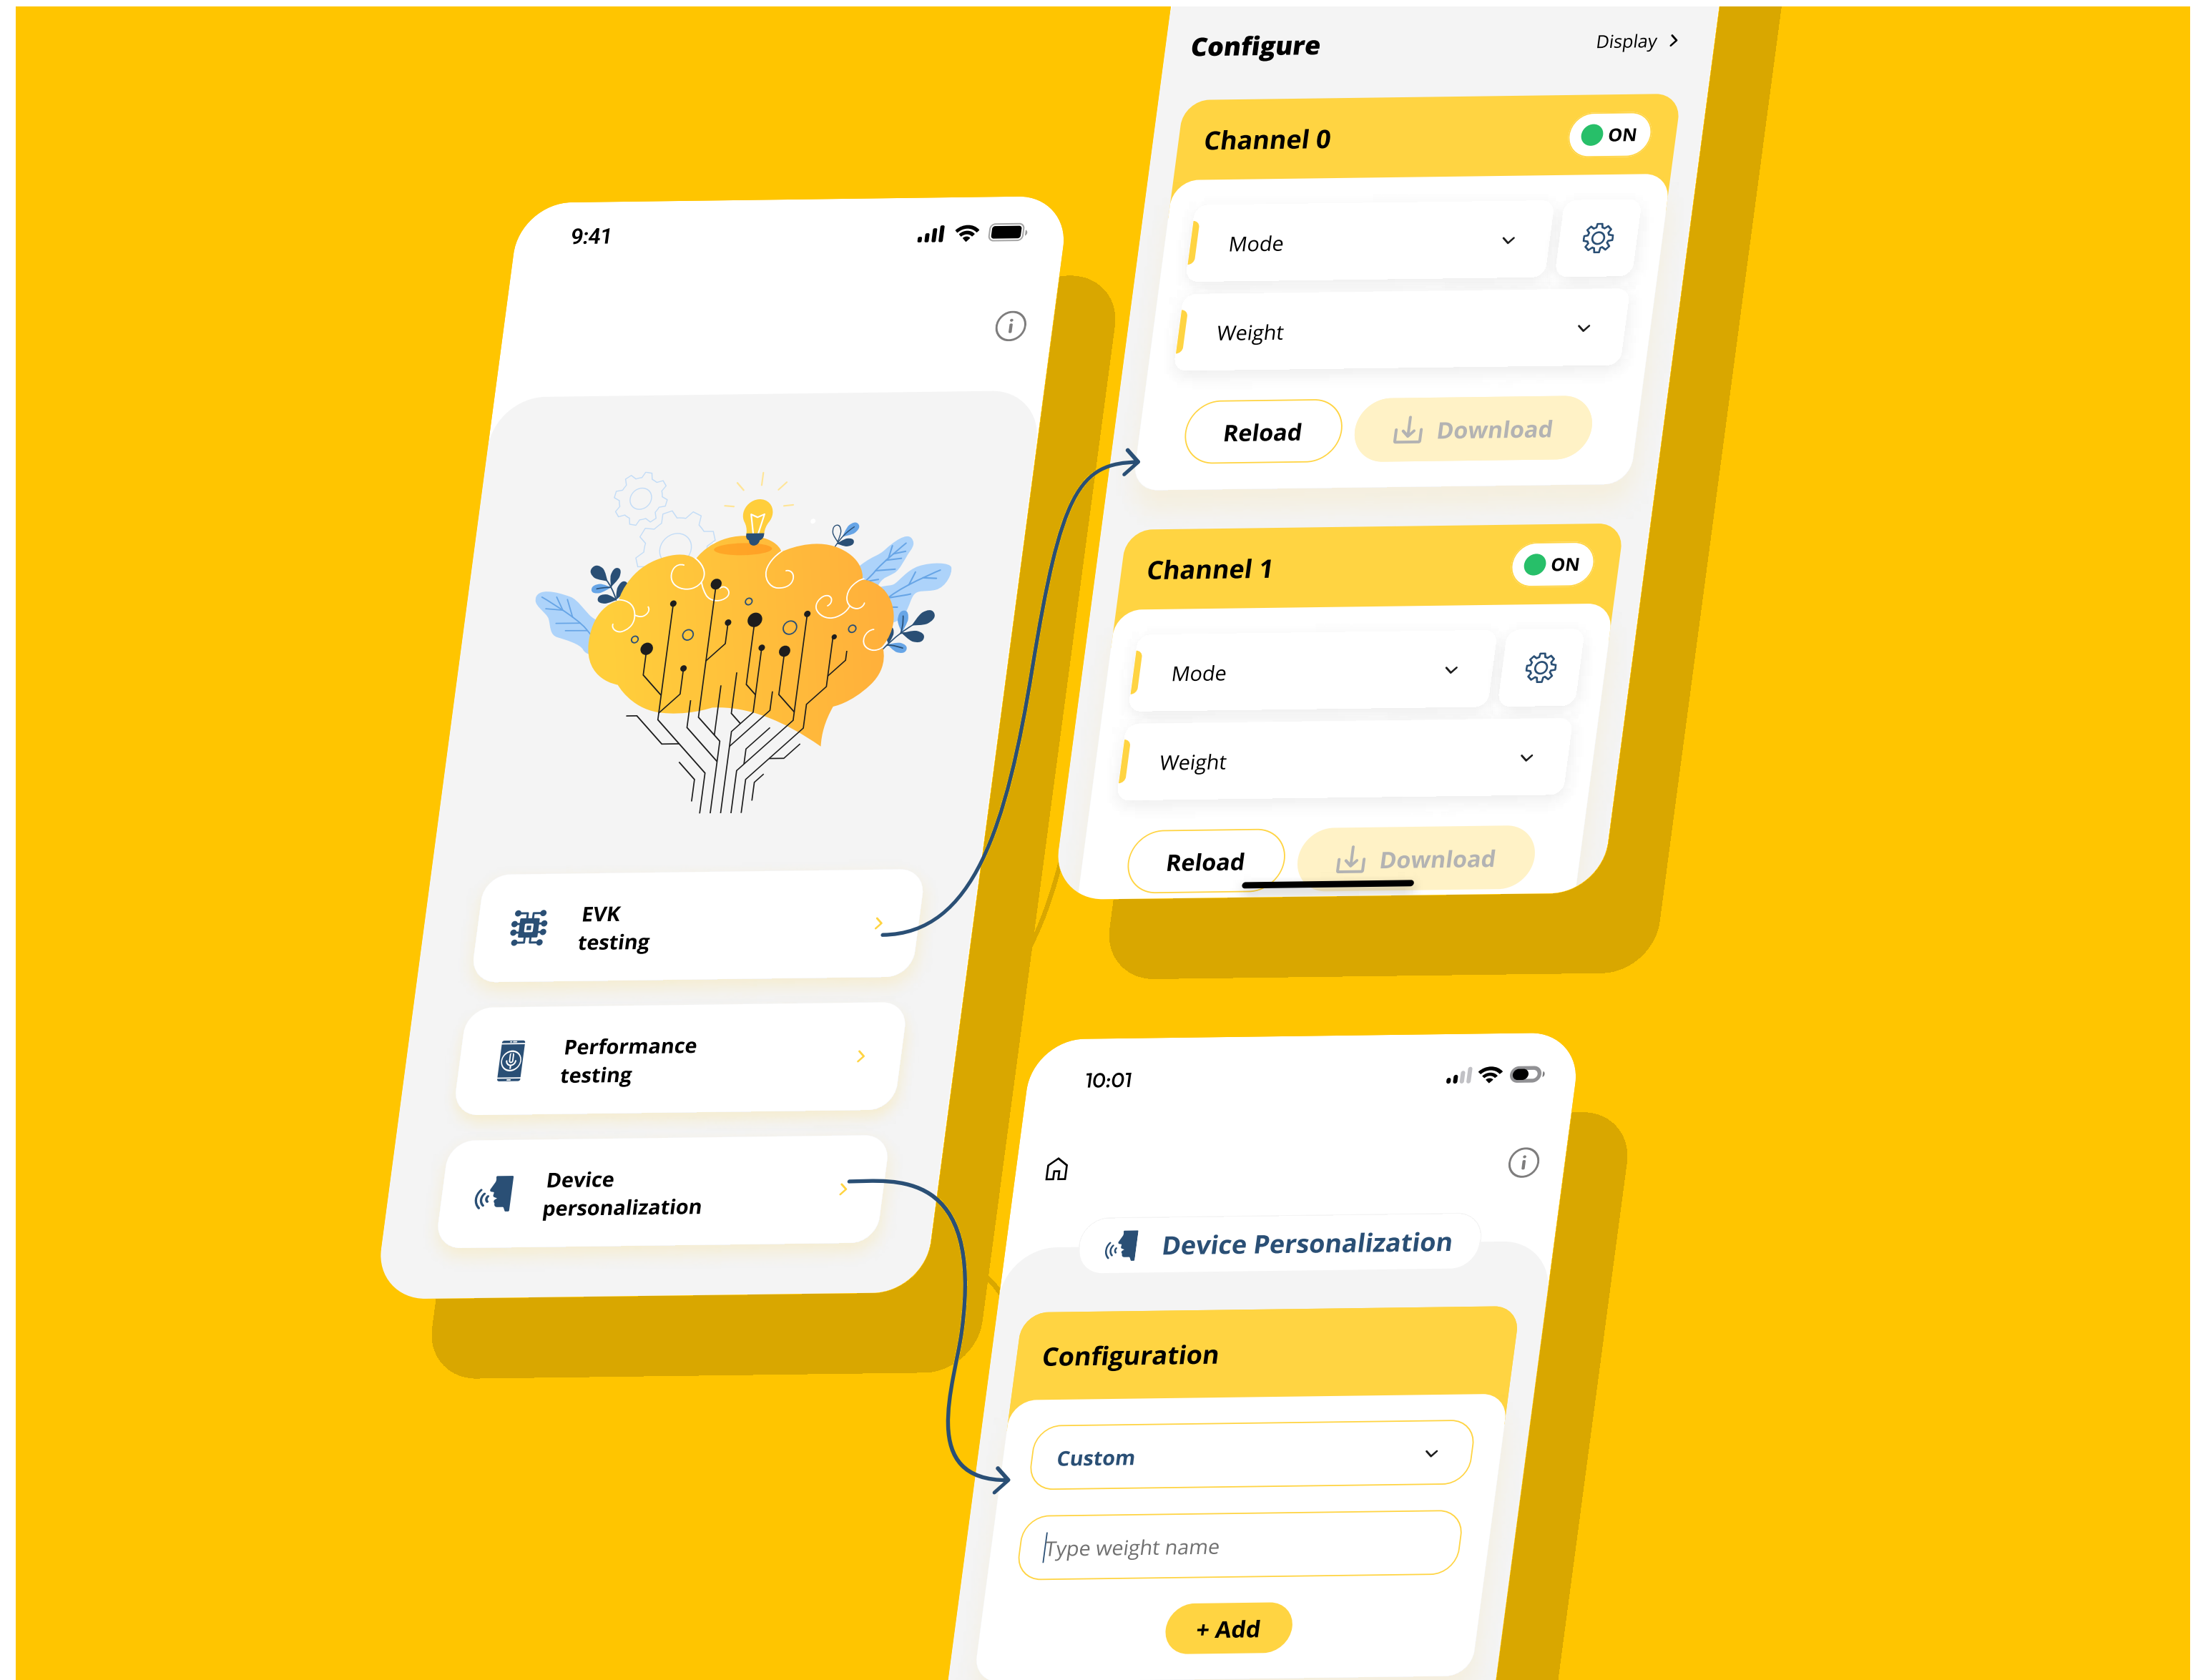 9:41
EVK
testing
Performance
testing
Device
personalization
Configure
Display
Channel 0
ON
Mode
Weight
Reload
Download
Channel 1
ON
Mode
Weight
Reload
Download
10:01
Device Personalization
Configuration
Custom
Type weight name
+ Add